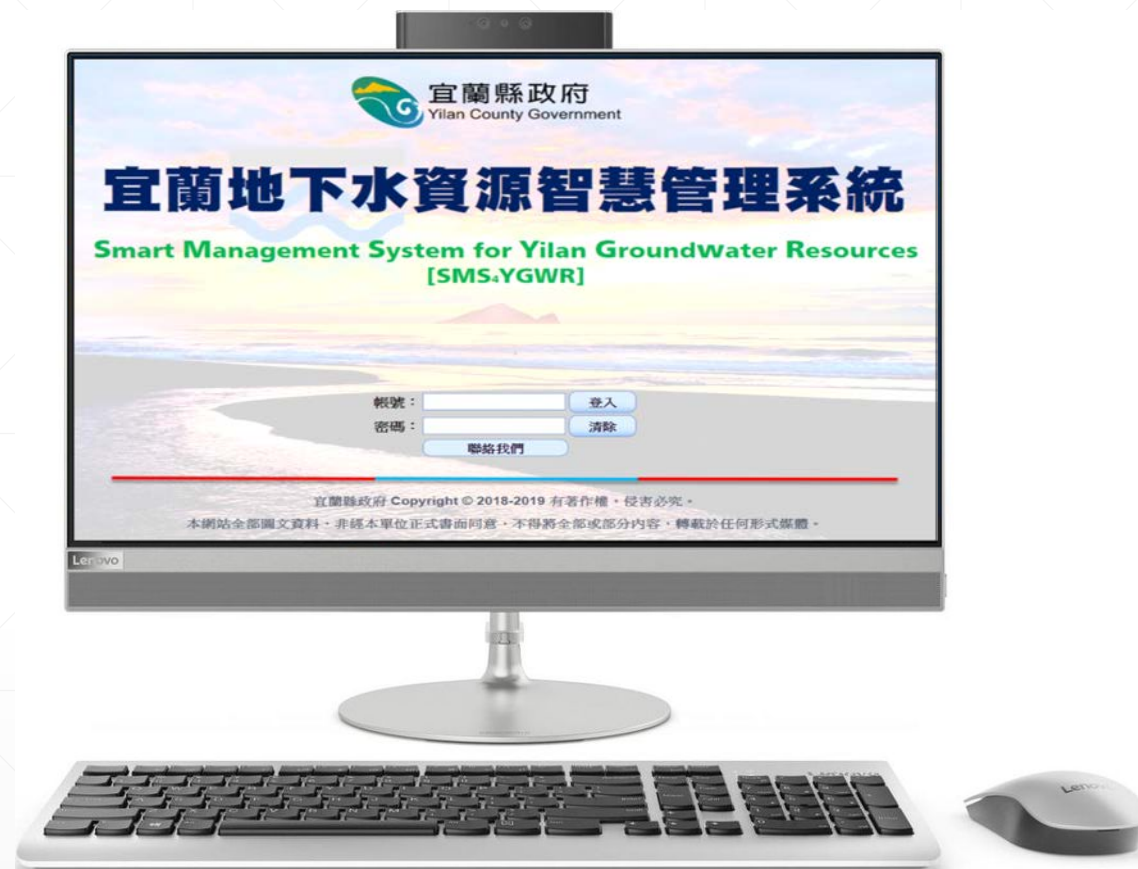 宜蘭縣政府
Yilan County Government
宜蘭地下水資源智慧管理系統
Smart Management System for Yilan GroundWater Resources
[SMS4YGWR]
帳號：
登入
密碼：
清除
聯絡我們
宜蘭縣政府 Copyright © 2018-2019 有著作權，侵害必究。
本網站全部圖文資料，非經本單位正式書面同意，不得將全部或部分內容，轉載於任何形式媒體。
Lenovo
Lenovo